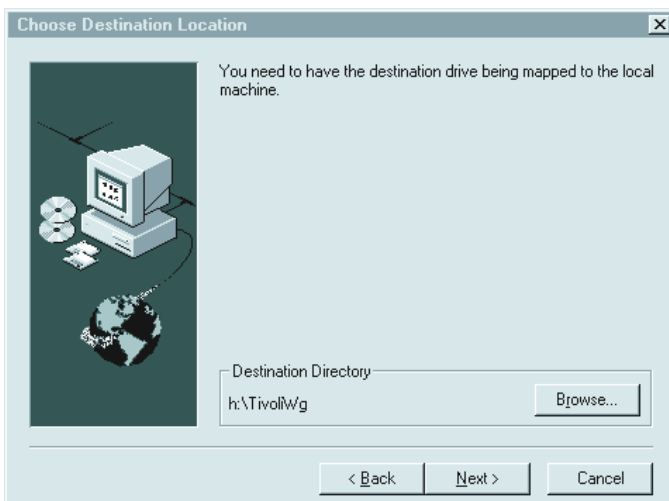 Choose Destination Location
You need to have the destination drive being mapped to the local
machine.
Destination Directory
h:\TivoliWg
Browse...
< Back
Next >
Cancel